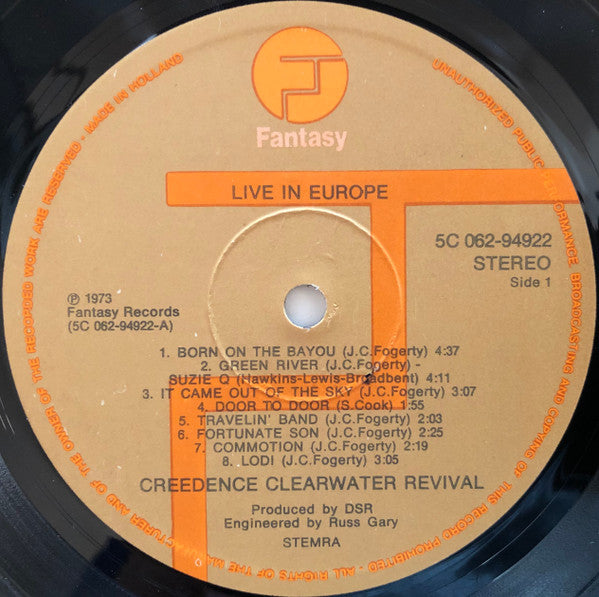 Fantasy
LIVE IN EUROPE
5C 062-94922
STEREO
Side 1
Ⓟ 1973
Fantasy Records
(5C 062-94922-A)
1. BORN ON THE BAYOU (J.C.Fogerty) 4:37
2. GREEN RIVER (J.C.Fogerty) -
SUZIE Q (Hawkins-Lewis-Broadbent) 4:11
3. IT CAME OUT OF THE SKY (J.C.Fogerty) 3:07
4. DOOR TO DOOR (S.Cook) 1:55
5. TRAVELIN' BAND (J.C.Fogerty) 2:03
6. FORTUNATE SON (J.C.Fogerty) 2:25
7. COMMOTION (J.C.Fogerty) 2:19
8. LODI (J.C.Fogerty) 3:05
CREEDENCE CLEARWATER REVIVAL
Produced by DSR
Engineered by Russ Gary
STEMRA
UNAUTHORIZED PUBLIC PERFORMANCE BROADCASTING AND COPYING OF THIS RECORD PROHIBITED - ALL RIGHTS OF THE MANUFACTURER AND OF THE OWNER OF THE RECORDED WORK ARE RESERVED - MADE IN HOLLAND